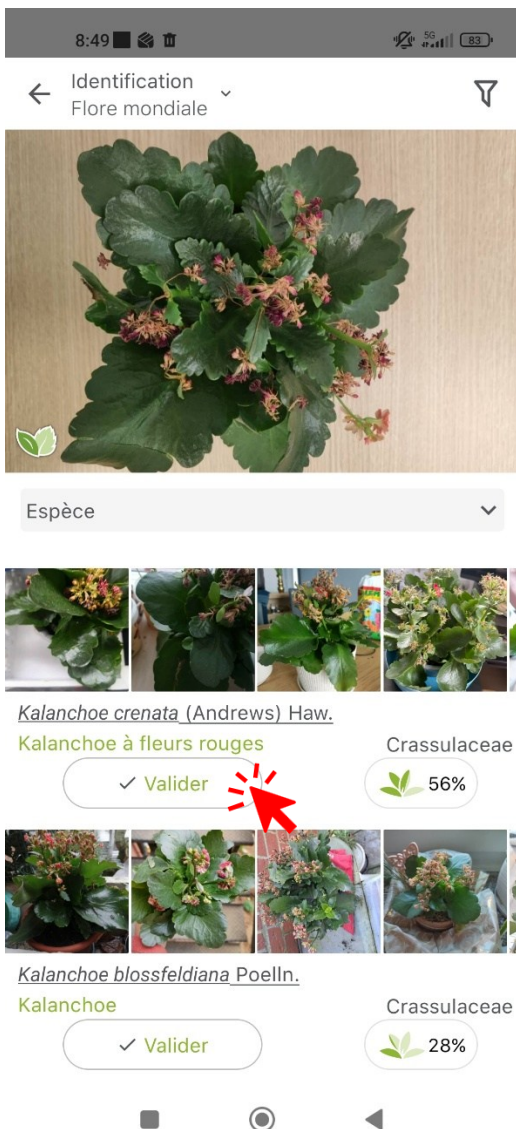 8:49
5G
83
Identification
Flore mondiale
Espèce
Kalanchoe crenata (Andrews) Haw.
Kalanchoe à fleurs rouges
Crassulaceae
Valider
56%
Kalanchoe blossfeldiana Poelln.
Kalanchoe
Crassulaceae
Valider
28%